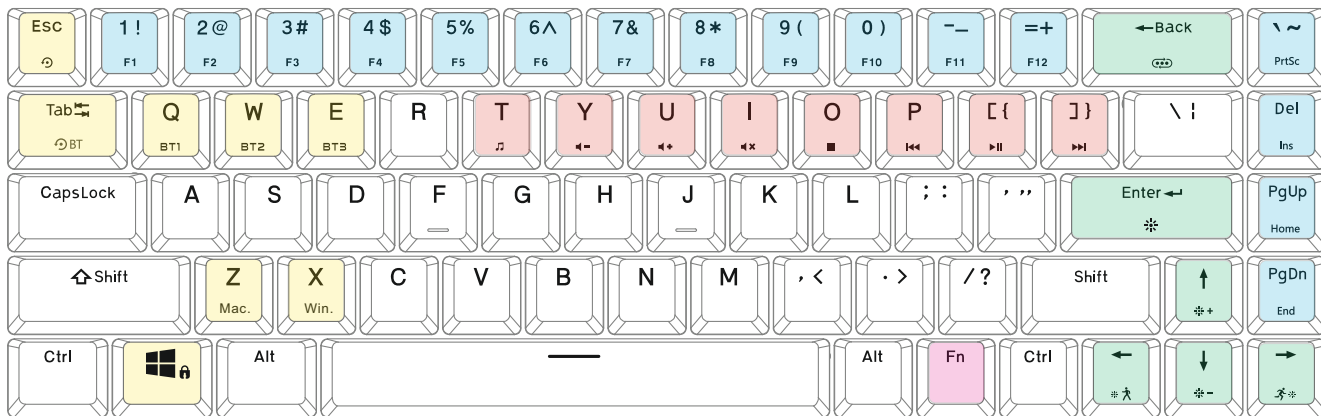 Esc 1! 2@ 3# 4$ 5% 6^ 7& 8* 9( 0) -_ =+ ←Back `~
F1 F2 F3 F4 F5 F6 F7 F8 F9 F10 F11 F12 PrtSc
Tab Q W E R T Y U I O P [{ ]} \¦ Del
BT BT1 BT2 BT3 Ins
CapsLock A S D F G H J K L ;: ' ,, Enter PgUp
Home
Shift Z X C V B N M ,< .> /? Shift ↑ PgDn
Mac. Win. + End
Ctrl Alt Alt Fn Ctrl ← ↓ →
-